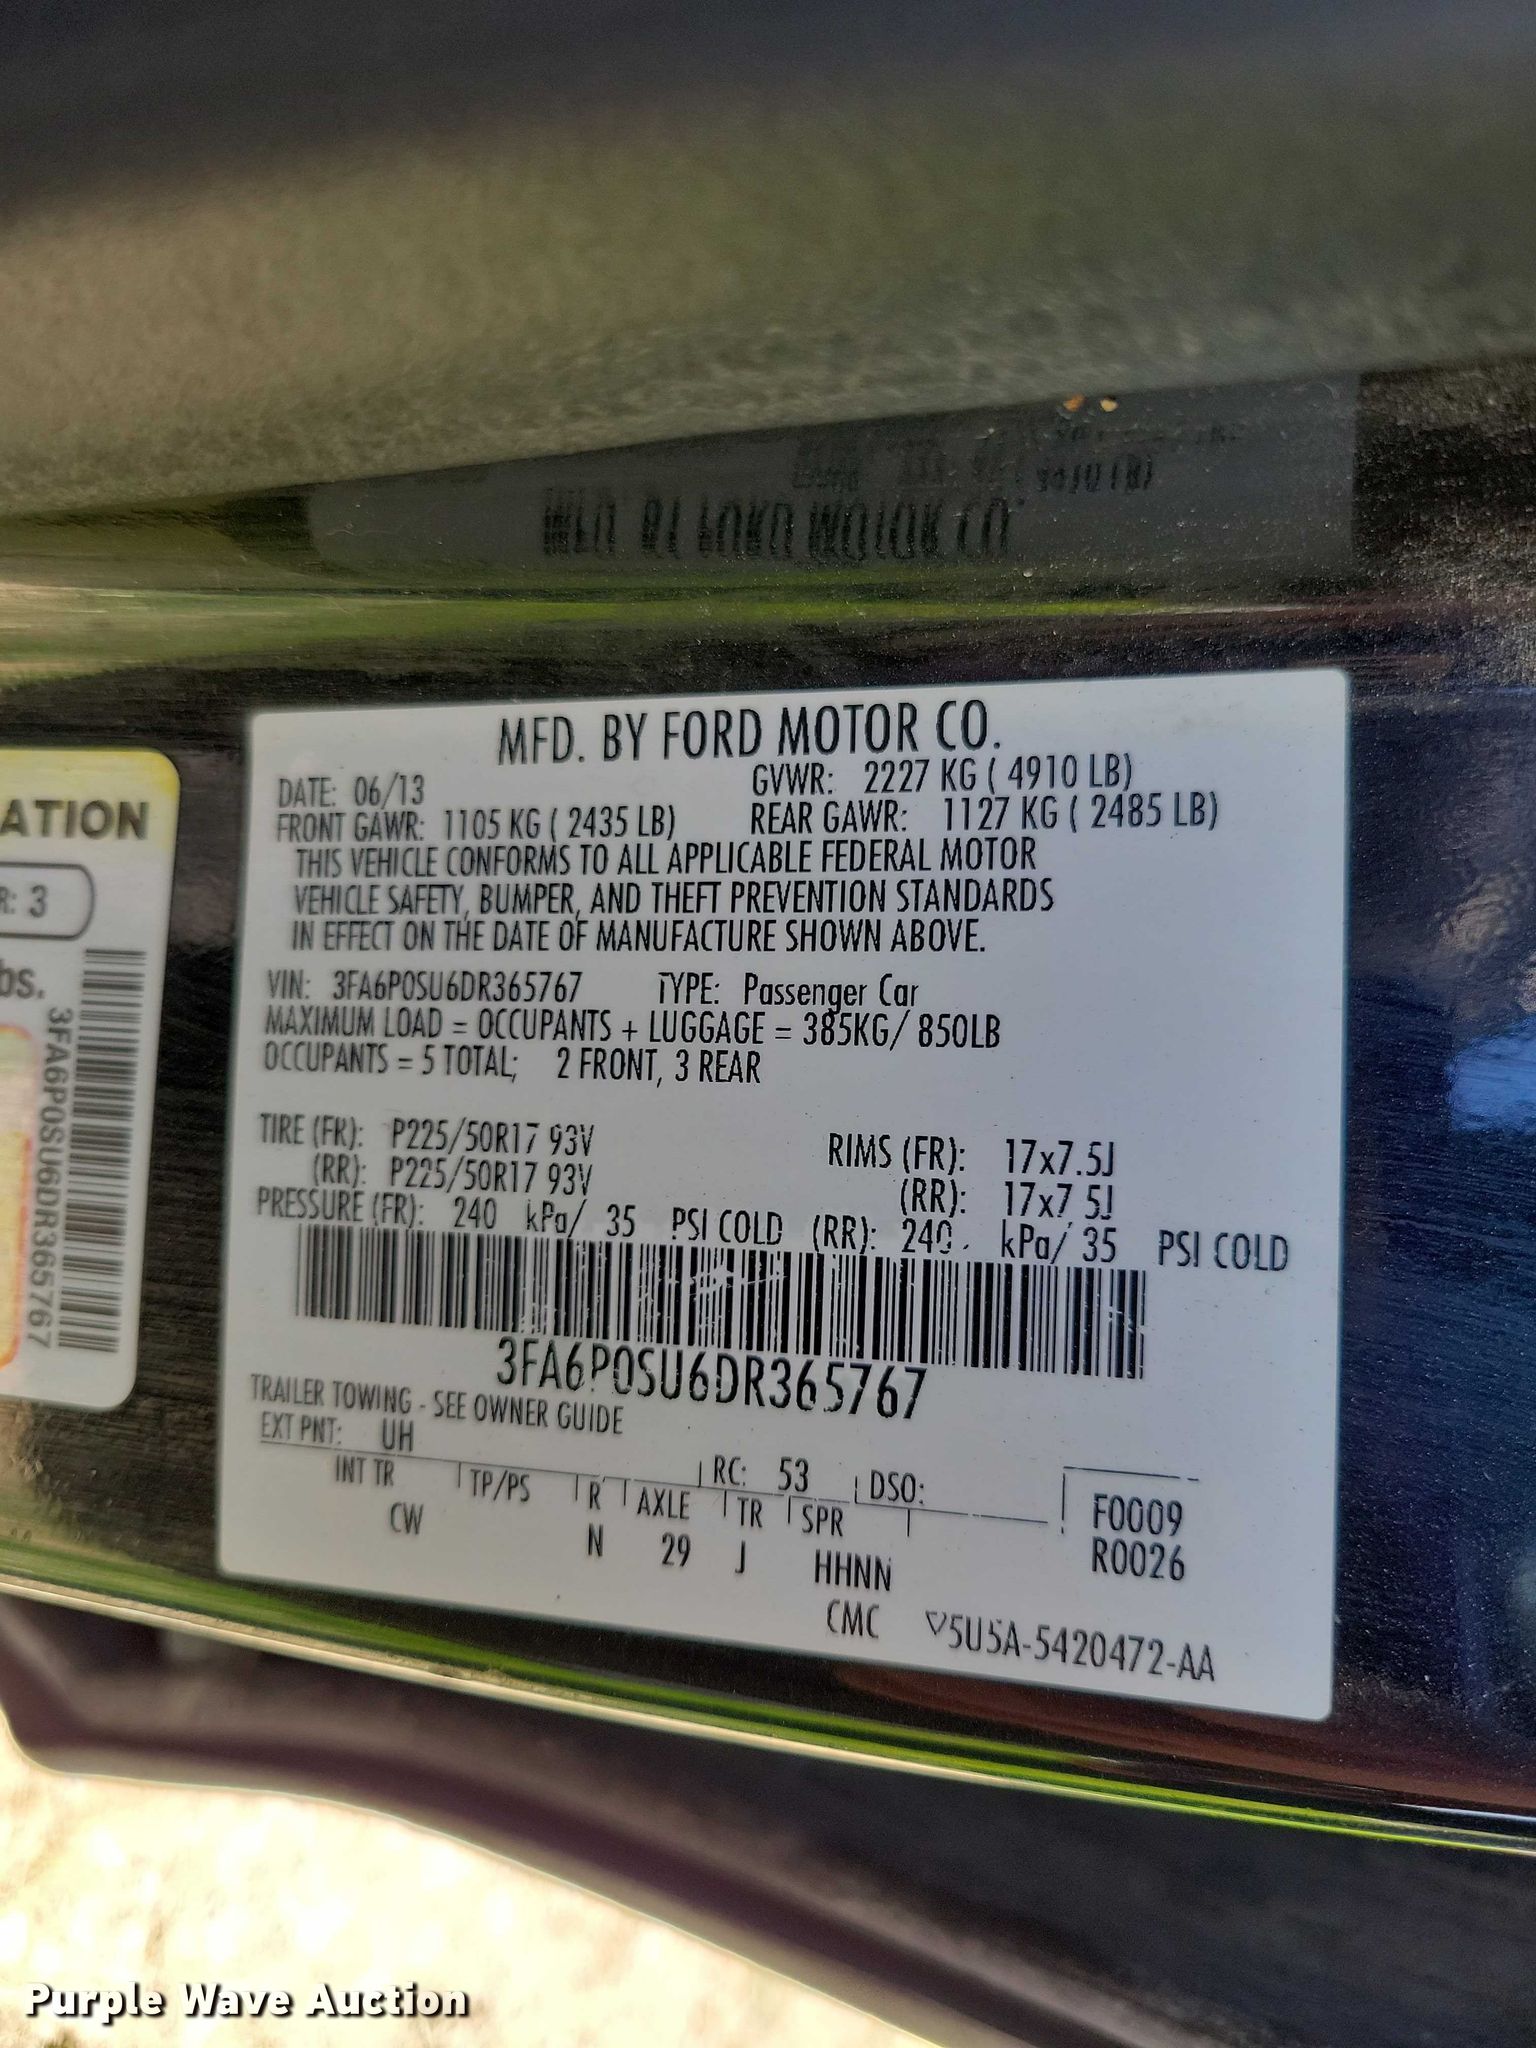 MFD. BY FORD MOTOR CO.
DATE: 06/13 GVWR: 2227 KG ( 4910 LB)
FRONT GAWR: 1105 KG ( 2435 LB) REAR GAWR: 1127 KG ( 2485 LB)
THIS VEHICLE CONFORMS TO ALL APPLICABLE FEDERAL MOTOR
VEHICLE SAFETY, BUMPER, AND THEFT PREVENTION STANDARDS
IN EFFECT ON THE DATE OF MANUFACTURE SHOWN ABOVE.
VIN: 3FA6P0SU6DR365767 TYPE: Passenger Car
MAXIMUM LOAD = OCCUPANTS + LUGGAGE = 385KG/ 850LB
OCCUPANTS = 5 TOTAL; 2 FRONT, 3 REAR
TIRE (FR): P225/50R17 93V RIMS (FR): 17x7.5J
(RR): P225/50R17 93V (RR): 17x7.5J
PRESSURE (FR): 240 kPa/ 35 PSI COLD (RR): 240 kPa/ 35 PSI COLD
3FA6P0SU6DR365767
TRAILER TOWING - SEE OWNER GUIDE
EXT PNT: UH RC: 53 DSO:
INT TR TP/PS R AXLE TR SPR F0009
CW N 29 J HHNN R0026
CMC ▽5U5A-5420472-AA
ATION
R: 3
bs.
3FA6P0SU6DR365767
Purple Wave Auction